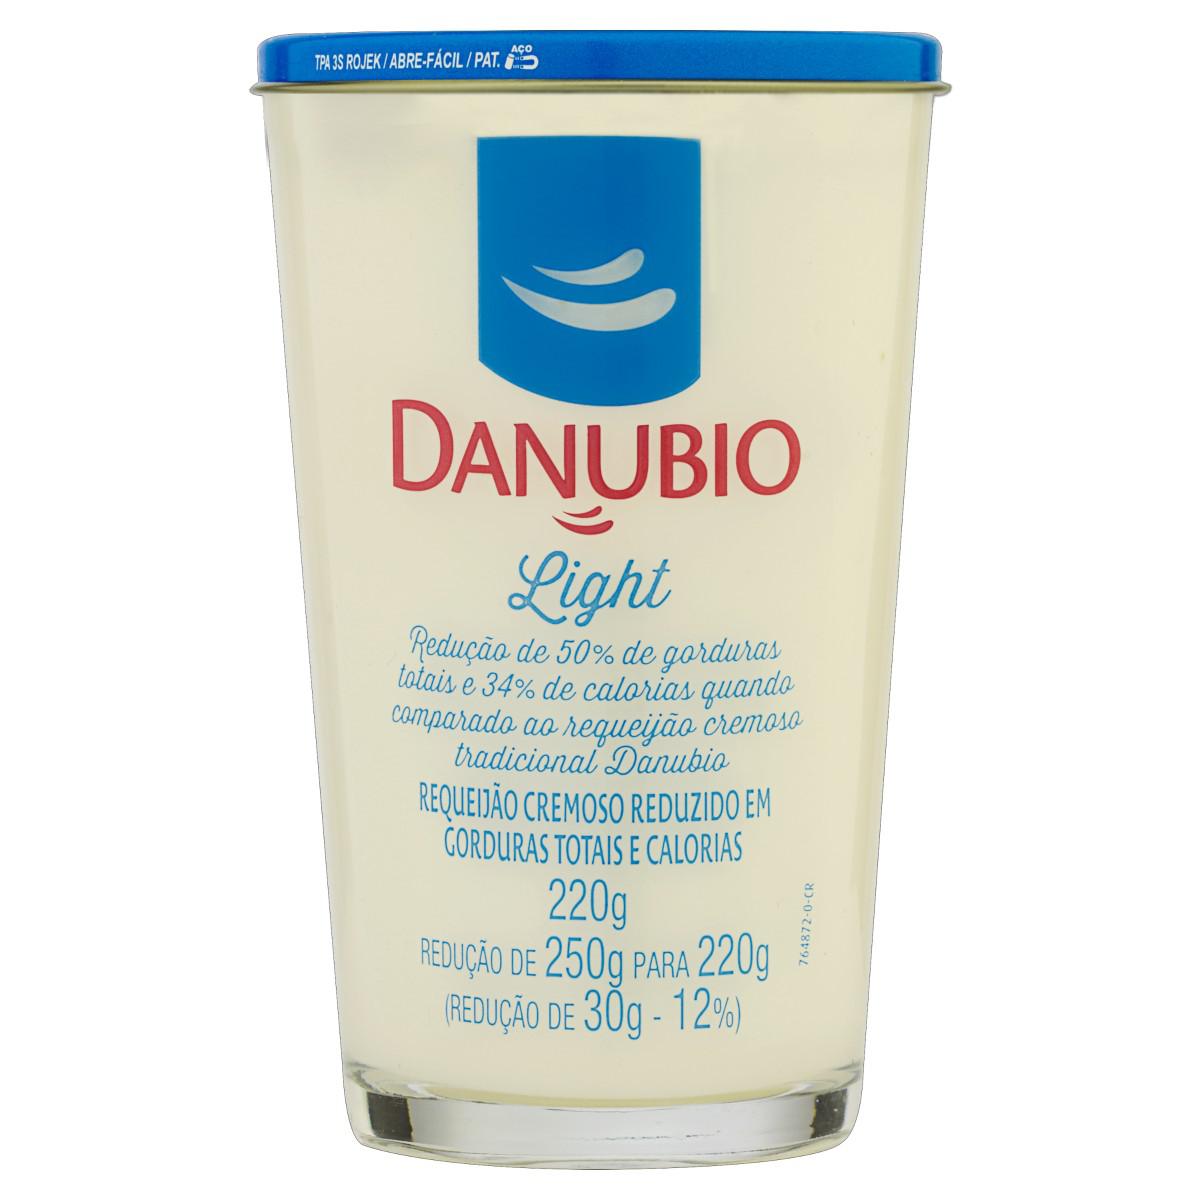 TPA 3S ROJEK / ABRE-FÁCIL / PAT. AÇO
DANUBIO
Light
Redução de 50% de gorduras
totais e 34% de calorias quando
comparado ao requeijão cremoso
tradicional Danubio
REQUEIJÃO CREMOSO REDUZIDO EM
GORDURAS TOTAIS E CALORIAS
220g
REDUÇÃO DE 250g PARA 220g
(REDUÇÃO DE 30g - 12%)
764872-0-CR